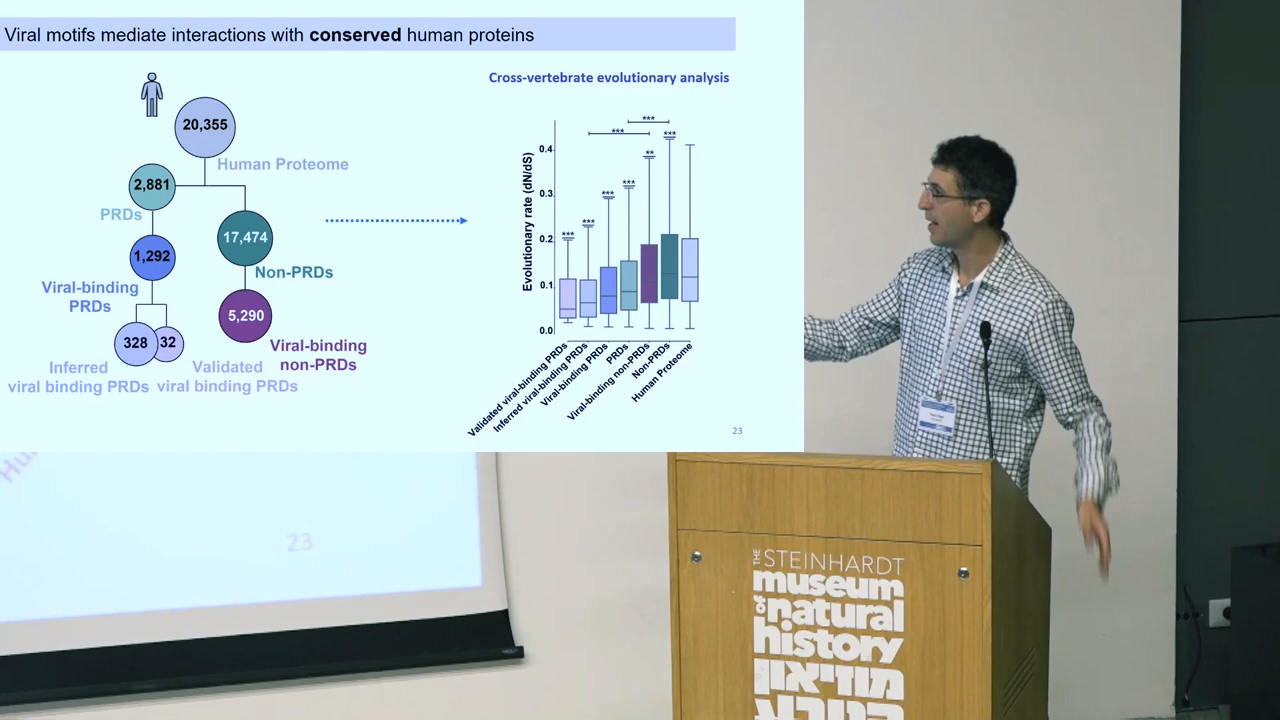 Viral motifs mediate interactions with conserved human proteins
20,355
Human Proteome
2,881
PRDs
17,474
Non-PRDs
1,292
Viral-binding
PRDs
5,290
Viral-binding
non-PRDs
328
32
Inferred
viral binding PRDs
Validated
viral binding PRDs
Cross-vertebrate evolutionary analysis
Evolutionary rate (dN/dS)
0.4
0.3
0.2
0.1
0.0
***
***
***
***
**
***
***
***
Validated viral-binding PRDs
Inferred viral-binding PRDs
Viral-binding PRDs
PRDs
Viral-binding non-PRDs
Non-PRDs
Human Proteome
23
Hu
23
THE STEINHARDT
museum
of natural
history
מוזיאון